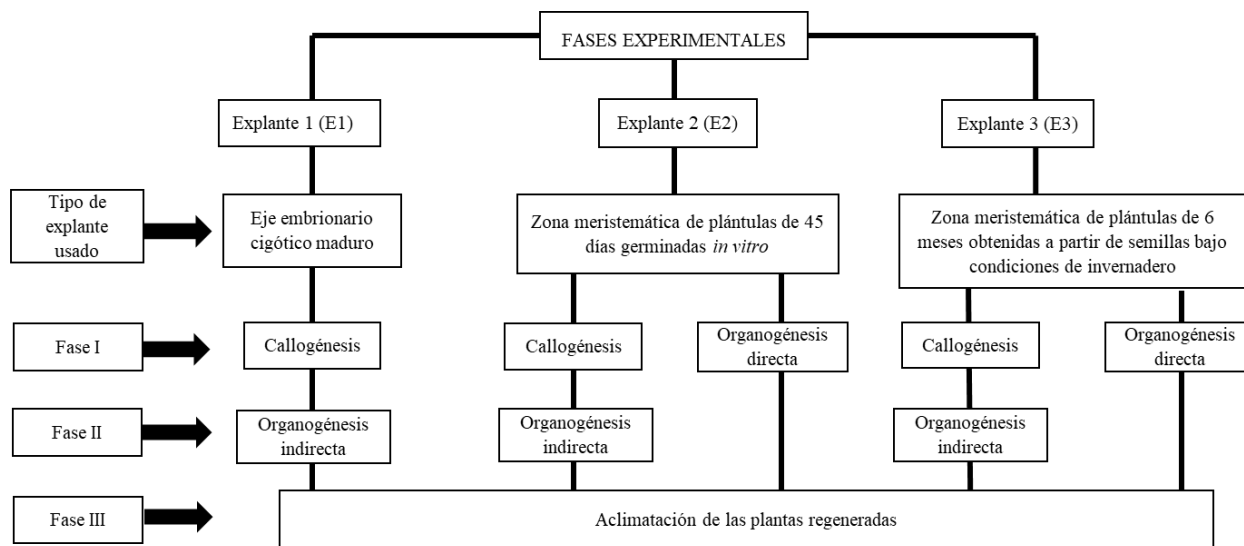 FASES EXPERIMENTALES
Explante 1 (E1)
Explante 2 (E2)
Explante 3 (E3)
Tipo de
explante
usado
Eje embrionario
cigótico maduro
Zona meristemática de plántulas de 45
días germinadas in vitro
Zona meristemática de plántulas de 6
meses obtenidas a partir de semillas bajo
condiciones de invernadero
Fase I
Callogénesis
Callogénesis
Organogénesis
directa
Callogénesis
Organogénesis
directa
Fase II
Organogénesis
indirecta
Organogénesis
indirecta
Organogénesis
indirecta
Fase III
Aclimatación de las plantas regeneradas